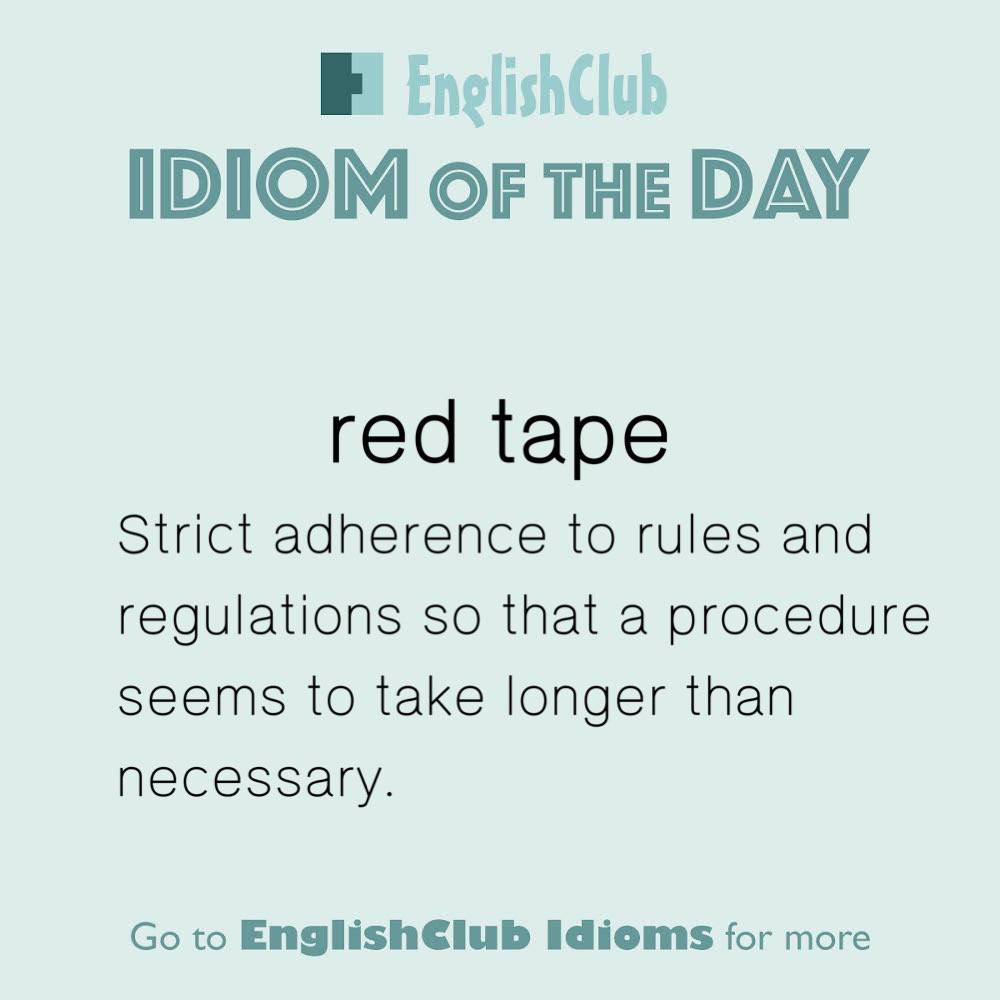 EnglishClub
IDIOM OF THE DAY
red tape
Strict adherence to rules and
regulations so that a procedure
seems to take longer than
necessary.
Go to EnglishClub Idioms for more